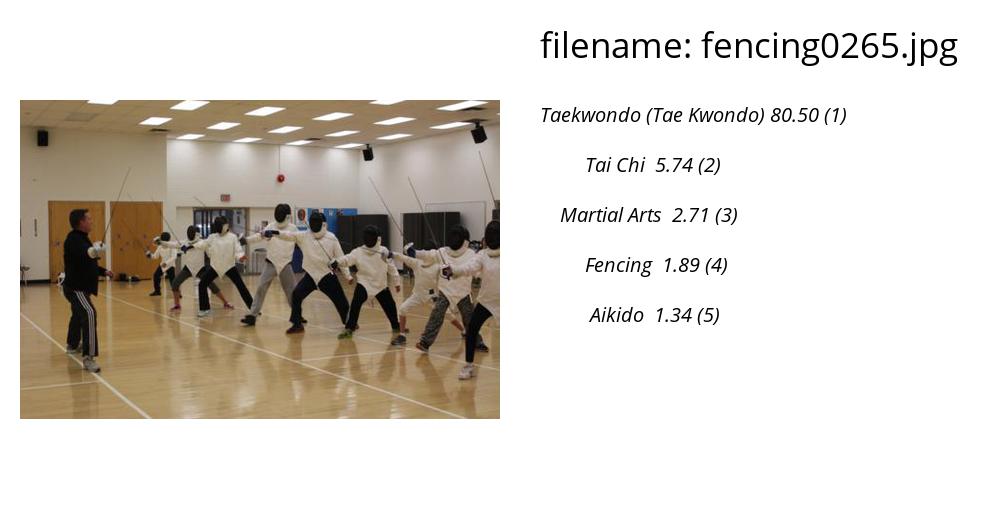 filename: fencing0265.jpg
Taekwondo (Tae Kwondo) 80.50 (1)
Tai Chi 5.74 (2)
Martial Arts 2.71 (3)
Fencing 1.89 (4)
Aikido 1.34 (5)